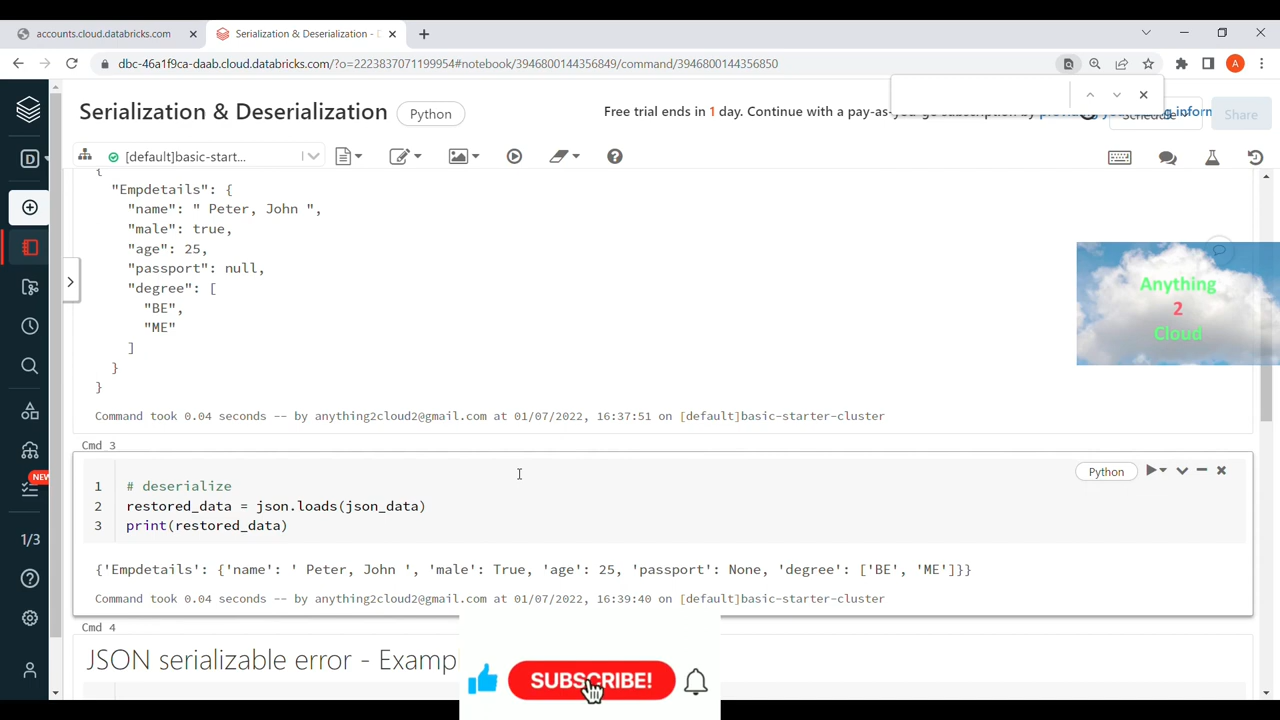 accounts.cloud.databricks.com
Serialization & Deserialization - D
dbc-46a1f9ca-daab.cloud.databricks.com/?o=2223837071199954#notebook/3946800144356849/command/3946800144356850
A
Serialization & Deserialization
Python
Free trial ends in 1 day. Continue with a pay-as-you-go subscription by
Schedule
Share
D
[default]basic-start...
{
"Empdetails": {
"name": " Peter, John ",
"male": true,
"age": 25,
"passport": null,
"degree": [
"BE",
"ME"
]
}
}
Anything
2
Cloud
Command took 0.04 seconds -- by anything2cloud2@gmail.com at 01/07/2022, 16:37:51 on [default]basic-starter-cluster
Cmd 3
Python
1 # deserialize
2 restored_data = json.loads(json_data)
3 print(restored_data)
NEW
1/3
{'Empdetails': {'name': ' Peter, John ', 'male': True, 'age': 25, 'passport': None, 'degree': ['BE', 'ME']}}
Command took 0.04 seconds -- by anything2cloud2@gmail.com at 01/07/2022, 16:39:40 on [default]basic-starter-cluster
Cmd 4
JSON serializable error - Examp
SUBSCRIBE!